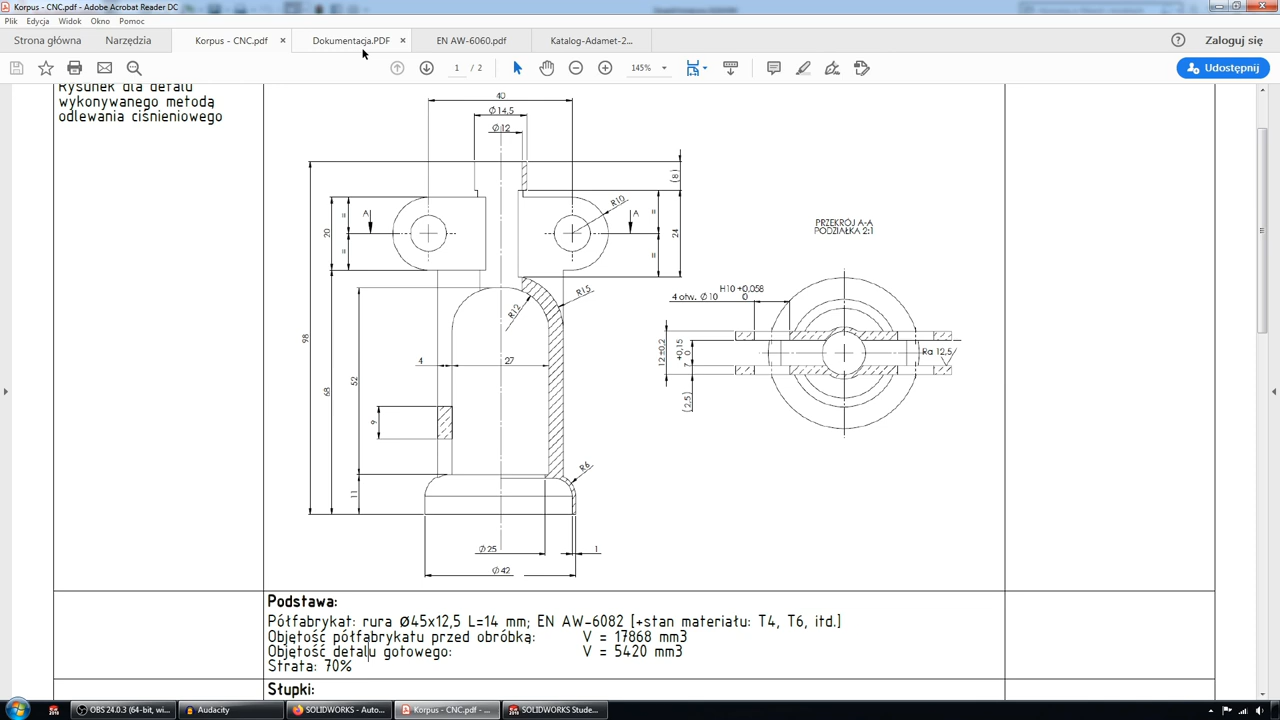 Korpus - CNC.pdf - Adobe Acrobat Reader DC
Plik Edycja Widok Okno Pomoc
Strona główna Narzędzia Korpus - CNC.pdf Dokumentacja.PDF EN AW-6060.pdf Katalog-Adamet-2... Zaloguj się
1 / 2 145% Udostępnij
Rysunek dla detalu
wykonywanego metodą
odlewania ciśnieniowego
40
Ø14,5
Ø12
(8)
R10
A A
20
=
=
=
=
24
PRZEKRÓJ A-A
PODZIAŁKA 2:1
R15
R12
4 otw. Ø10 H10 +0,058
0
98
68
52
4
27
9
11
R6
12±0,2
7 +0,15
0
(2,5)
Ra 12,5
Ø25
1
Ø42
Podstawa:
Półfabrykat: rura Ø45x12,5 L=14 mm; EN AW-6082 [+stan materiału: T4, T6, itd.]
Objętość półfabrykatu przed obróbką: V = 17868 mm3
Objętość detalu gotowego: V = 5420 mm3
Strata: 70%
Słupki:
OBS 24.0.3 (64-bit, wi... Audacity SOLIDWORKS - Auto... Korpus - CNC.pdf - ... SOLIDWORKS Stude...